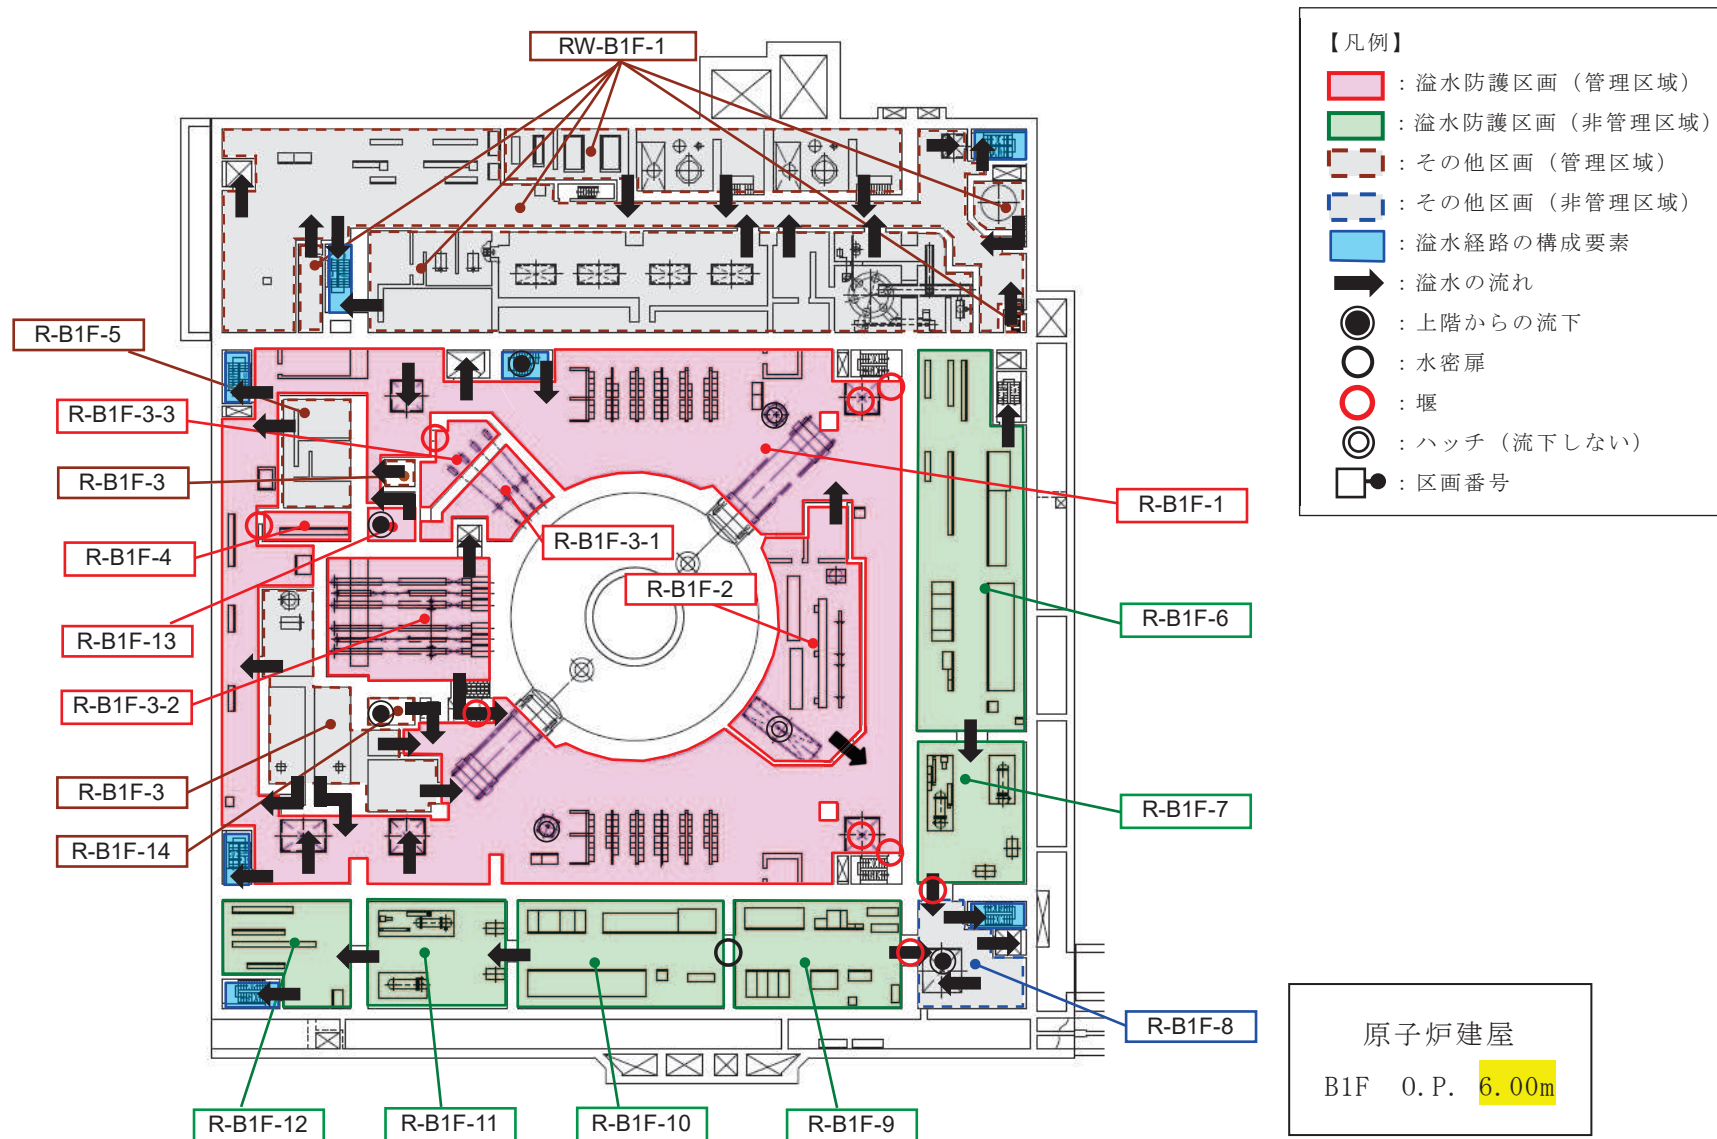 RW-B1F-1
【凡例】
：溢水防護区画（管理区域）
：溢水防護区画（非管理区域）
：その他区画（管理区域）
：その他区画（非管理区域）
：溢水経路の構成要素
：溢水の流れ
：上階からの流下
：水密扉
：堰
：ハッチ（流下しない）
：区画番号
R-B1F-5
R-B1F-3-3
R-B1F-3
R-B1F-4
R-B1F-13
R-B1F-3-2
R-B1F-3
R-B1F-14
R-B1F-3-1
R-B1F-2
R-B1F-1
R-B1F-6
R-B1F-7
R-B1F-8
R-B1F-12
R-B1F-11
R-B1F-10
R-B1F-9
原子炉建屋
B1F O.P. 6.00m